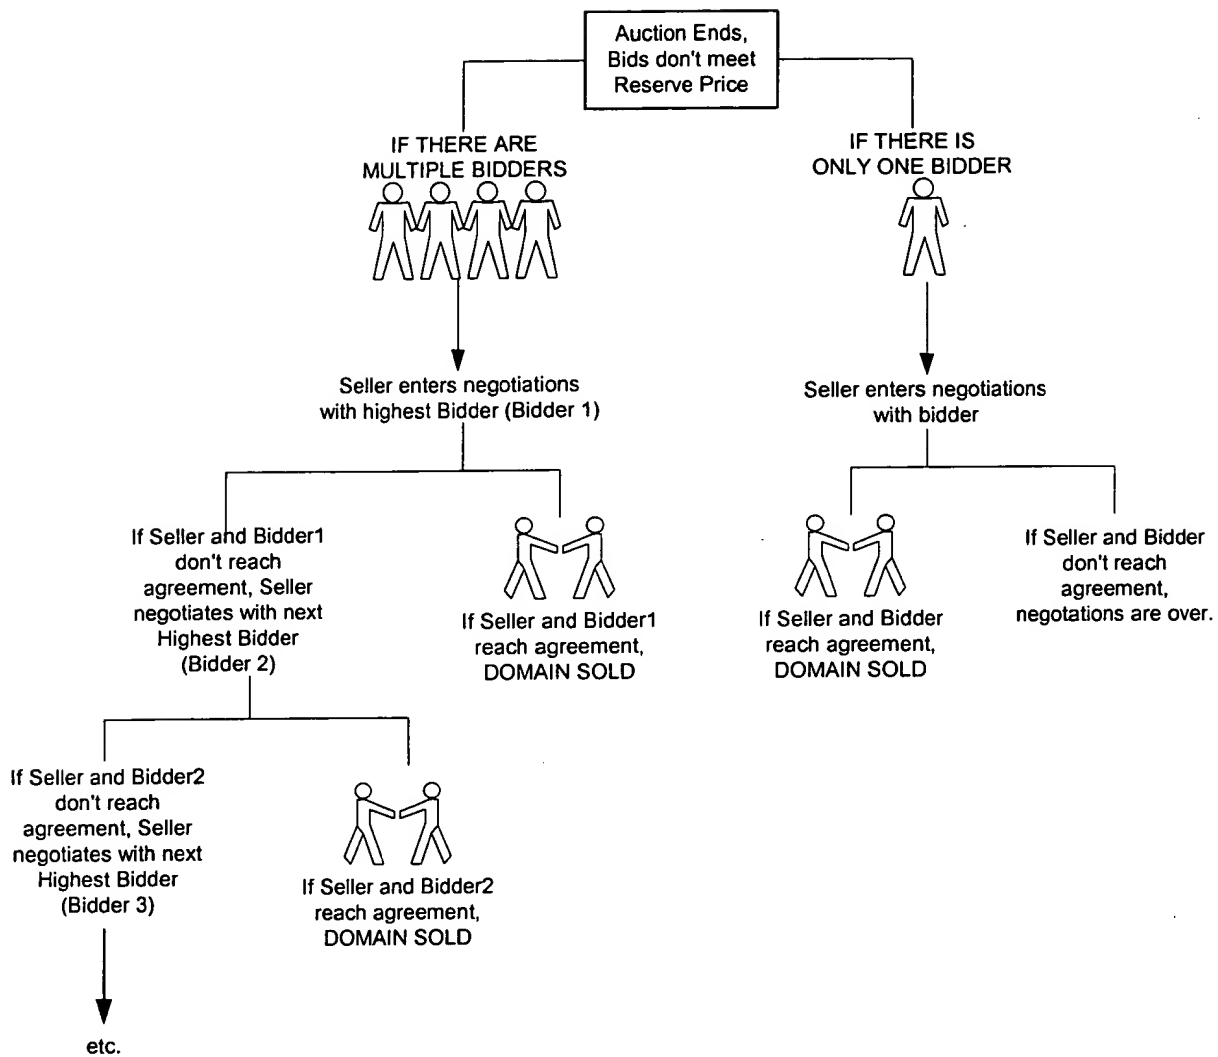 Auction Ends,
Bids don't meet
Reserve Price
IF THERE ARE
MULTIPLE BIDDERS
IF THERE IS
ONLY ONE BIDDER
Seller enters negotiations
with highest Bidder (Bidder 1)
Seller enters negotiations
with bidder
If Seller and Bidder1
don't reach
agreement, Seller
negotiates with next
Highest Bidder
(Bidder 2)
If Seller and Bidder1
reach agreement,
DOMAIN SOLD
If Seller and Bidder
reach agreement,
DOMAIN SOLD
If Seller and Bidder
don't reach
agreement,
negotations are over.
If Seller and Bidder2
don't reach
agreement, Seller
negotiates with next
Highest Bidder
(Bidder 3)
If Seller and Bidder2
reach agreement,
DOMAIN SOLD
etc.